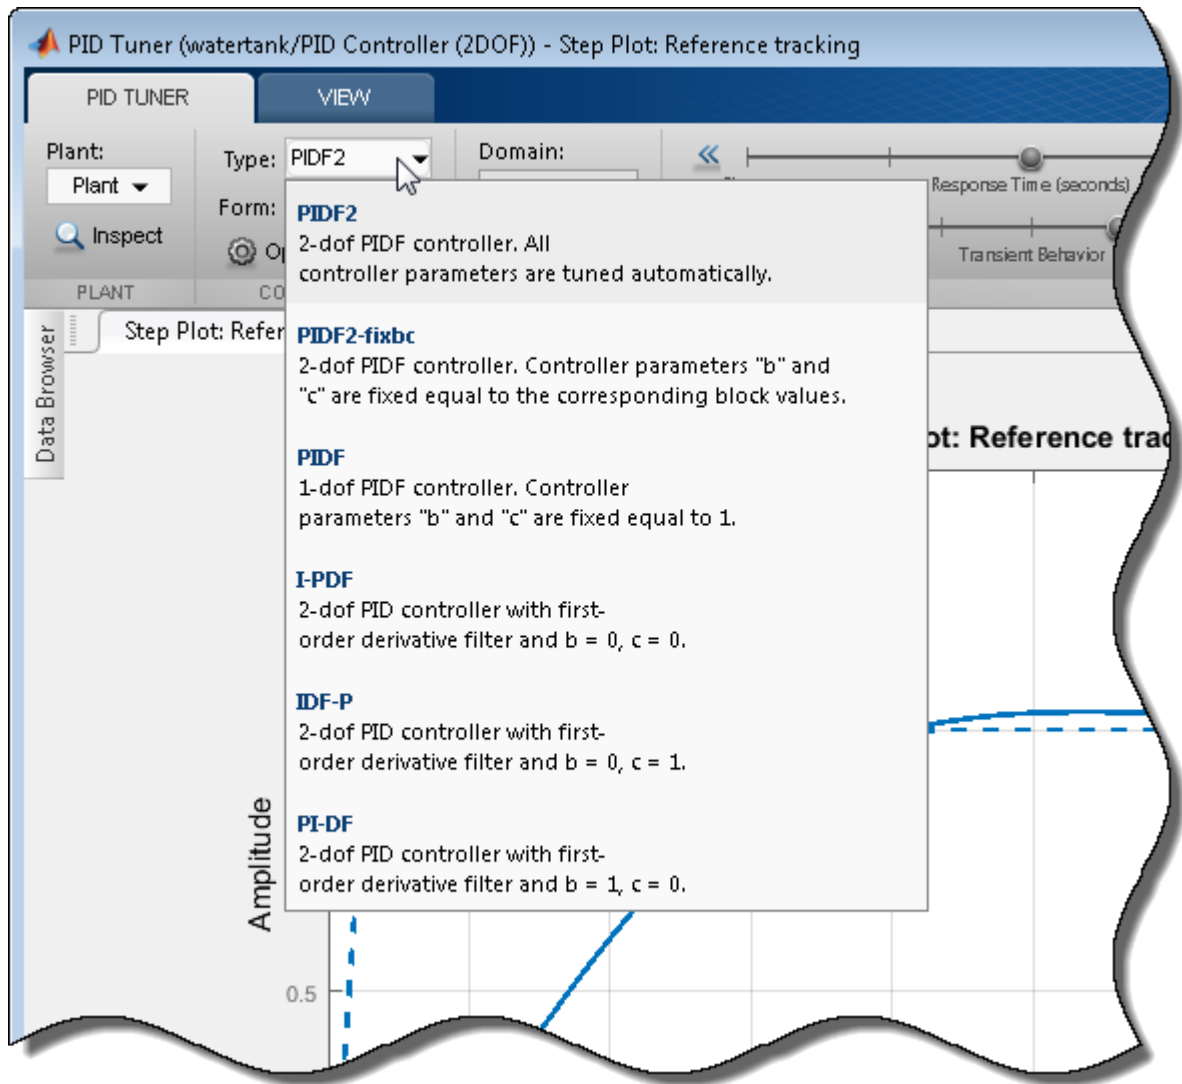 PID Tuner (watertank/PID Controller (2DOF)) - Step Plot: Reference tracking
PID TUNER
VIEW
Plant:
Plant
Inspect
PLANT
Type: PIDF2
Form:
Domain:
Response Time (seconds)
Transient Behavior
PIDF2
2-dof PIDF controller. All
controller parameters are tuned automatically.
PIDF2-fixbc
2-dof PIDF controller. Controller parameters "b" and
"c" are fixed equal to the corresponding block values.
PIDF
1-dof PIDF controller. Controller
parameters "b" and "c" are fixed equal to 1.
I-PDF
2-dof PID controller with first-
order derivative filter and b = 0, c = 0.
IDF-P
2-dof PID controller with first-
order derivative filter and b = 0, c = 1.
PI-DF
2-dof PID controller with first-
order derivative filter and b = 1, c = 0.
Data Browser
Step Plot: Refer
ot: Reference trac
Amplitude
0.5